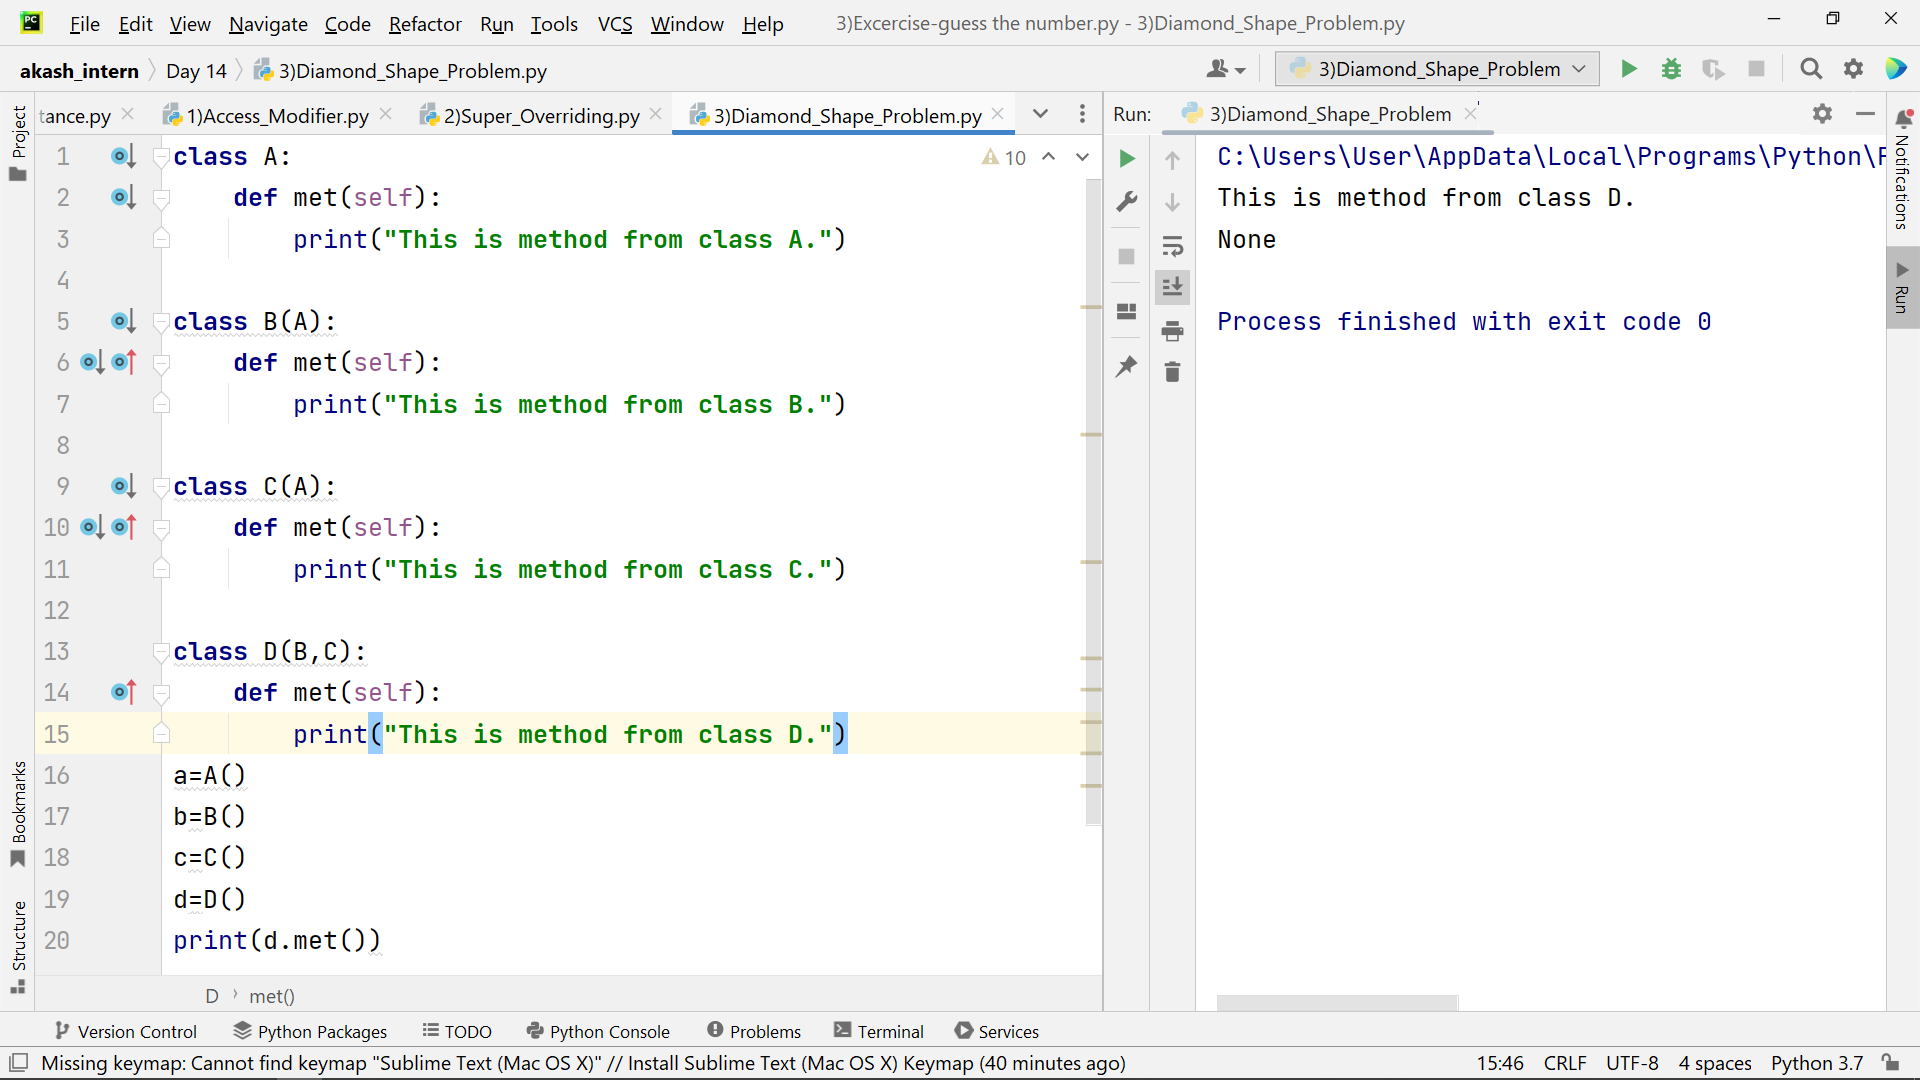 PC
File Edit View Navigate Code Refactor Run Tools VCS Window Help 3)Excercise-guess the number.py - 3)Diamond_Shape_Problem.py
akash_intern Day 14 3)Diamond_Shape_Problem.py 3)Diamond_Shape_Problem
tance.py 1)Access_Modifier.py 2)Super_Overriding.py 3)Diamond_Shape_Problem.py Run: 3)Diamond_Shape_Problem
Project
Bookmarks
Structure
10
1 class A:
2     def met(self):
3         print("This is method from class A.")
4
5 class B(A):
6     def met(self):
7         print("This is method from class B.")
8
9 class C(A):
10     def met(self):
11         print("This is method from class C.")
12
13 class D(B,C):
14     def met(self):
15         print("This is method from class D.")
16 a=A()
17 b=B()
18 c=C()
19 d=D()
20 print(d.met())
D met()
C:\Users\User\AppData\Local\Programs\Python\
This is method from class D.
None
Process finished with exit code 0
Notifications
Run
Version Control Python Packages TODO Python Console Problems Terminal Services
Missing keymap: Cannot find keymap "Sublime Text (Mac OS X)" // Install Sublime Text (Mac OS X) Keymap (40 minutes ago) 15:46 CRLF UTF-8 4 spaces Python 3.7